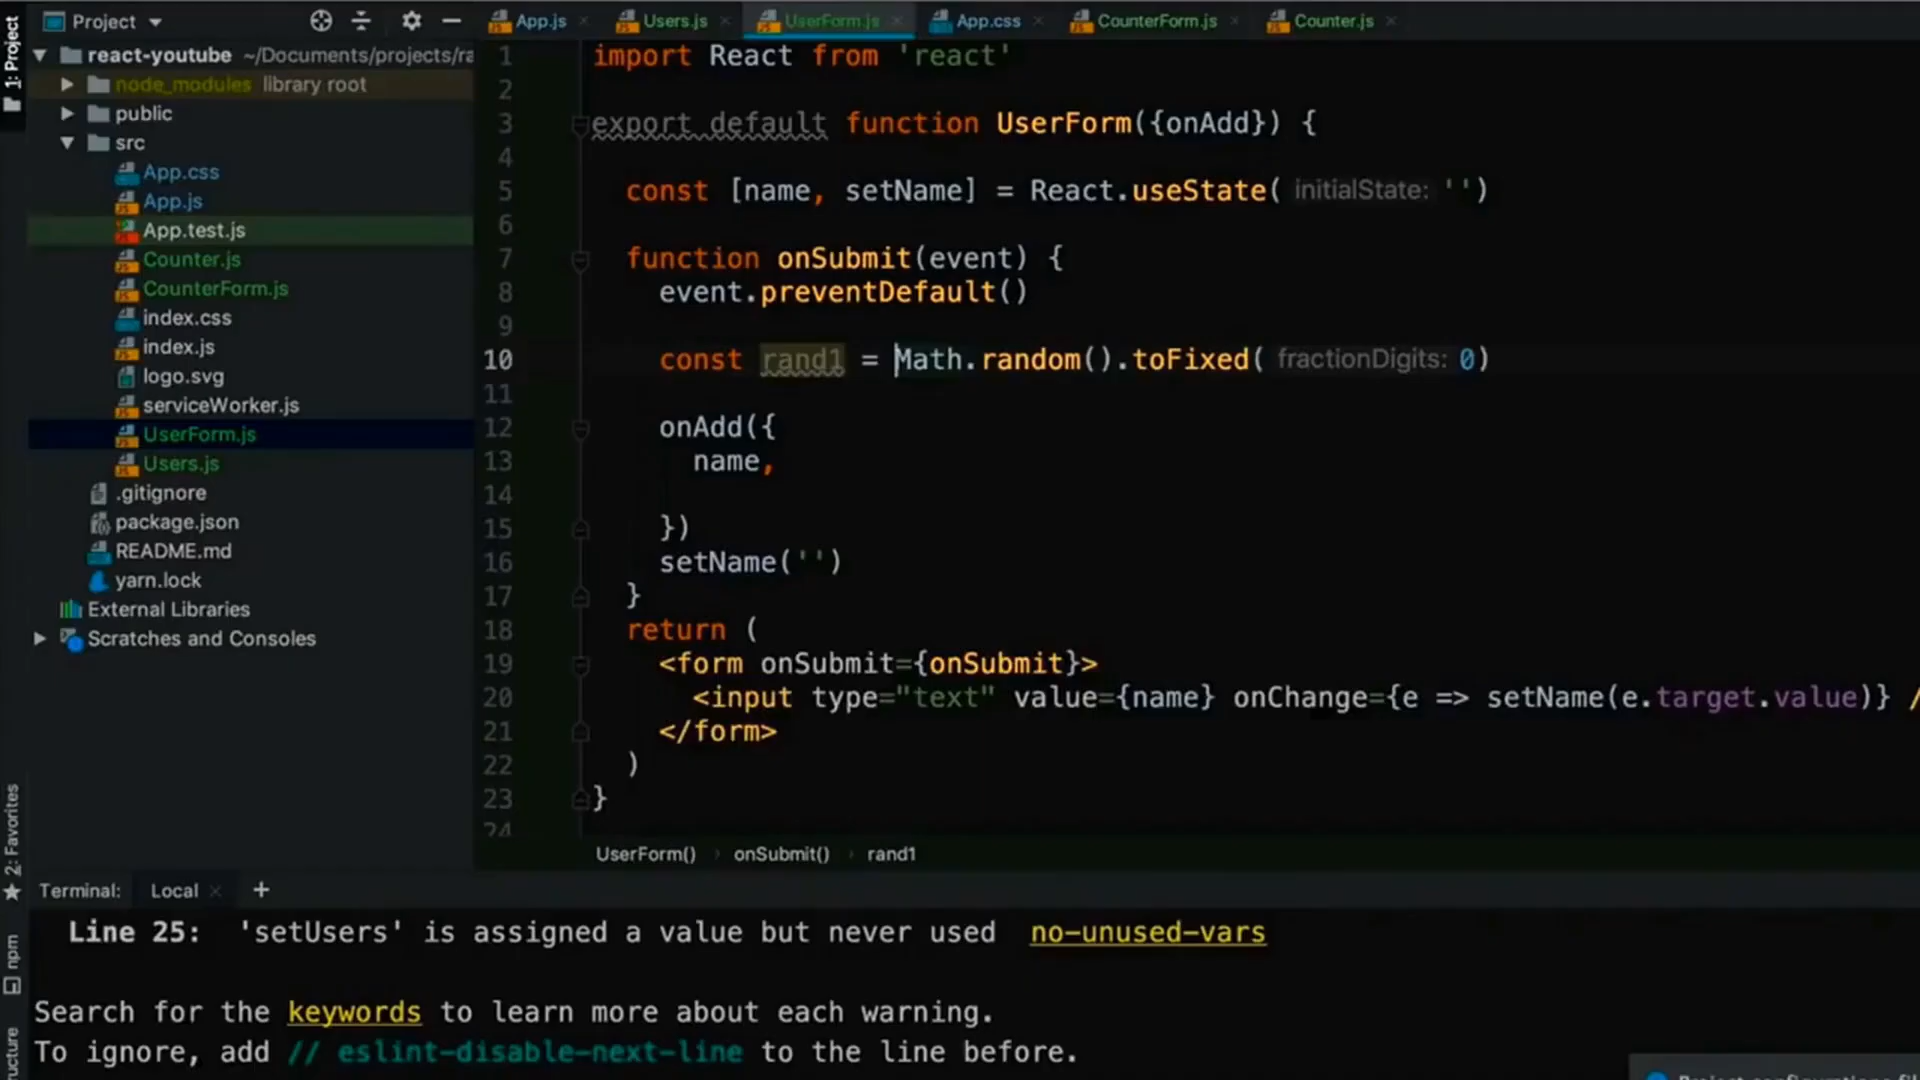 1: Project
Project
App.js
Users.js
UserForm.js
App.css
CounterForm.js
Counter.js
react-youtube ~/Documents/projects/ra
node_modules library root
public
src
App.css
App.js
App.test.js
Counter.js
CounterForm.js
index.css
index.js
logo.svg
serviceWorker.js
UserForm.js
Users.js
.gitignore
package.json
README.md
yarn.lock
External Libraries
Scratches and Consoles
1 import React from 'react'
2
3 export default function UserForm({onAdd}) {
4
5 const [name, setName] = React.useState( initialState: '')
6
7 function onSubmit(event) {
8 event.preventDefault()
9
10 const rand1 = Math.random().toFixed( fractionDigits: 0)
11
12 onAdd({
13 name,
14
15 })
16 setName('')
17 }
18 return (
19 <form onSubmit={onSubmit}>
20 <input type="text" value={name} onChange={e => setName(e.target.value)} /
21 </form>
22 )
23 }
24
UserForm() onSubmit() rand1
2: Favorites
npm
ructure
Terminal: Local +
Line 25: 'setUsers' is assigned a value but never used no-unused-vars
Search for the keywords to learn more about each warning.
To ignore, add // eslint-disable-next-line to the line before.